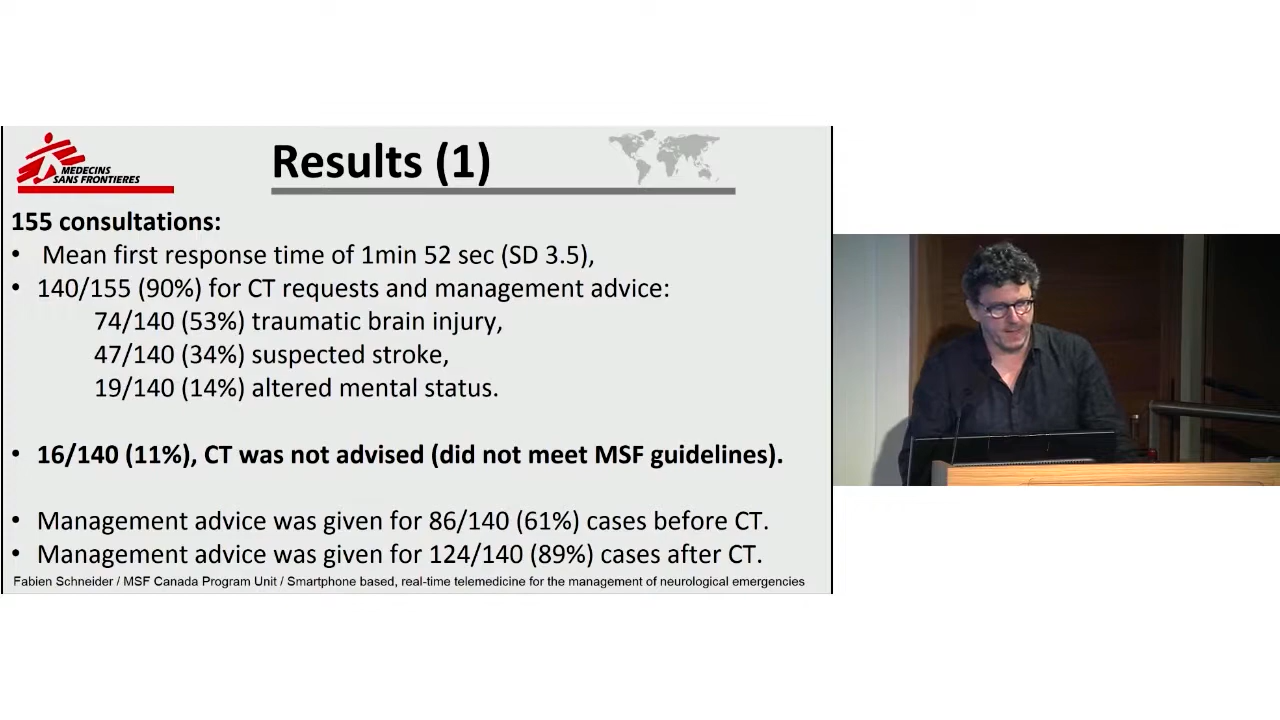 MEDECINS
SANS FRONTIERES
Results (1)
155 consultations:
• Mean first response time of 1min 52 sec (SD 3.5),
• 140/155 (90%) for CT requests and management advice:
74/140 (53%) traumatic brain injury,
47/140 (34%) suspected stroke,
19/140 (14%) altered mental status.
• 16/140 (11%), CT was not advised (did not meet MSF guidelines).
• Management advice was given for 86/140 (61%) cases before CT.
• Management advice was given for 124/140 (89%) cases after CT.
Fabien Schneider / MSF Canada Program Unit / Smartphone based, real-time telemedicine for the management of neurological emergencies